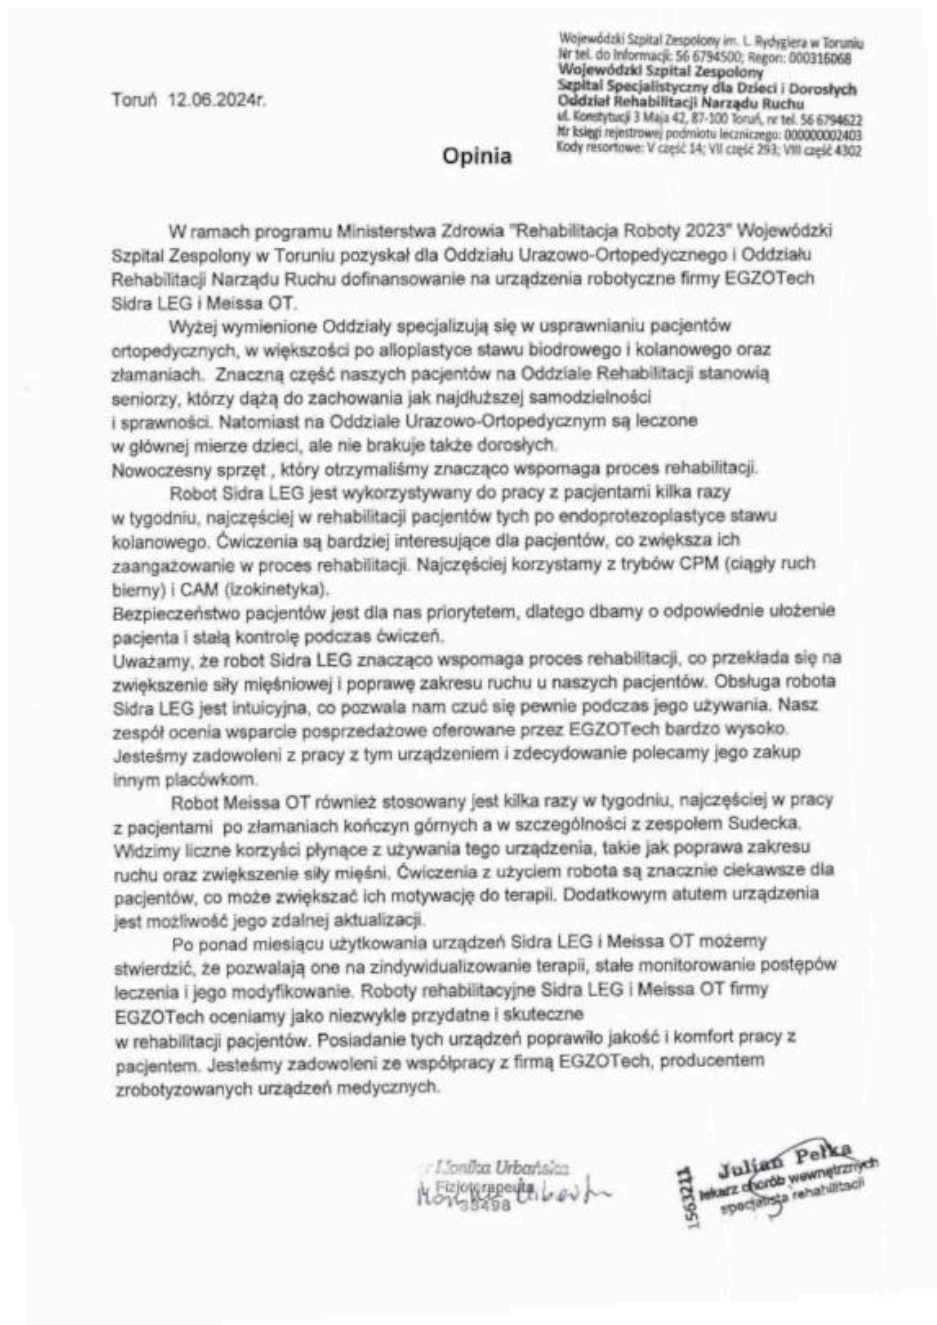 Wojewódzki Szpital Zespolony im. L. Rydygiera w Toruniu
Nr tel. do Informacji: 56 6794500; Regon: 000316068
Wojewódzki Szpital Zespolony
Szpital Specjalistyczny dla Dzieci i Dorosłych
Oddział Rehabilitacji Narządu Ruchu
ul. Konstytucji 3 Maja 42, 87-100 Toruń, nr tel. 56 6794622
Nr księgi rejestrowej podmiotu leczniczego: 000000002403
Kody resortowe: V część 14; VII część 293; VIII część 4302
Toruń 12.06.2024r.
Opinia
W ramach programu Ministerstwa Zdrowia "Rehabilitacja Roboty 2023" Wojewódzki
Szpital Zespolony w Toruniu pozyskał dla Oddziału Urazowo-Ortopedycznego i Oddziału
Rehabilitacji Narządu Ruchu dofinansowanie na urządzenia robotyczne firmy EGZOTech
Sidra LEG i Meissa OT.
Wyżej wymienione Oddziały specjalizują się w usprawnianiu pacjentów
ortopedycznych, w większości po alloplastyce stawu biodrowego i kolanowego oraz
złamaniach. Znaczną część naszych pacjentów na Oddziale Rehabilitacji stanowią
seniorzy, którzy dążą do zachowania jak najdłuższej samodzielności
i sprawności. Natomiast na Oddziale Urazowo-Ortopedycznym są leczone
w głównej mierze dzieci, ale nie brakuje także dorosłych.
Nowoczesny sprzęt , który otrzymaliśmy znacząco wspomaga proces rehabilitacji.
Robot Sidra LEG jest wykorzystywany do pracy z pacjentami kilka razy
w tygodniu, najczęściej w rehabilitacji pacjentów tych po endoprotezoplastyce stawu
kolanowego. Ćwiczenia są bardziej interesujące dla pacjentów, co zwiększa ich
zaangażowanie w proces rehabilitacji. Najczęściej korzystamy z trybów CPM (ciągły ruch
bierny) i CAM (izokinetyka).
Bezpieczeństwo pacjentów jest dla nas priorytetem, dlatego dbamy o odpowiednie ułożenie
pacjenta i stałą kontrolę podczas ćwiczeń.
Uważamy, że robot Sidra LEG znacząco wspomaga proces rehabilitacji, co przekłada się na
zwiększenie siły mięśniowej i poprawę zakresu ruchu u naszych pacjentów. Obsługa robota
Sidra LEG jest intuicyjna, co pozwala nam czuć się pewnie podczas jego używania. Nasz
zespół ocenia wsparcie posprzedażowe oferowane przez EGZOTech bardzo wysoko.
Jesteśmy zadowoleni z pracy z tym urządzeniem i zdecydowanie polecamy jego zakup
innym placówkom.
Robot Meissa OT również stosowany jest kilka razy w tygodniu, najczęściej w pracy
z pacjentami po złamaniach kończyn górnych a w szczególności z zespołem Sudecka.
Widzimy liczne korzyści płynące z używania tego urządzenia, takie jak poprawa zakresu
ruchu oraz zwiększenie siły mięśni. Ćwiczenia z użyciem robota są znacznie ciekawsze dla
pacjentów, co może zwiększać ich motywację do terapii. Dodatkowym atutem urządzenia
jest możliwość jego zdalnej aktualizacji.
Po ponad miesiącu użytkowania urządzeń Sidra LEG i Meissa OT możemy
stwierdzić, że pozwalają one na zindywidualizowanie terapii, stałe monitorowanie postępów
leczenia i jego modyfikowanie. Roboty rehabilitacyjne Sidra LEG i Meissa OT firmy
EGZOTech oceniamy jako niezwykle przydatne i skuteczne
w rehabilitacji pacjentów. Posiadanie tych urządzeń poprawiło jakość i komfort pracy z
pacjentem. Jesteśmy zadowoleni ze współpracy z firmą EGZOTech, producentem
zrobotyzowanych urządzeń medycznych.
Monika Urbańska
Fizjoterapeuta
Julian Pełka
lekarz chorób wewnętrznych
specjalista rehabilitacji